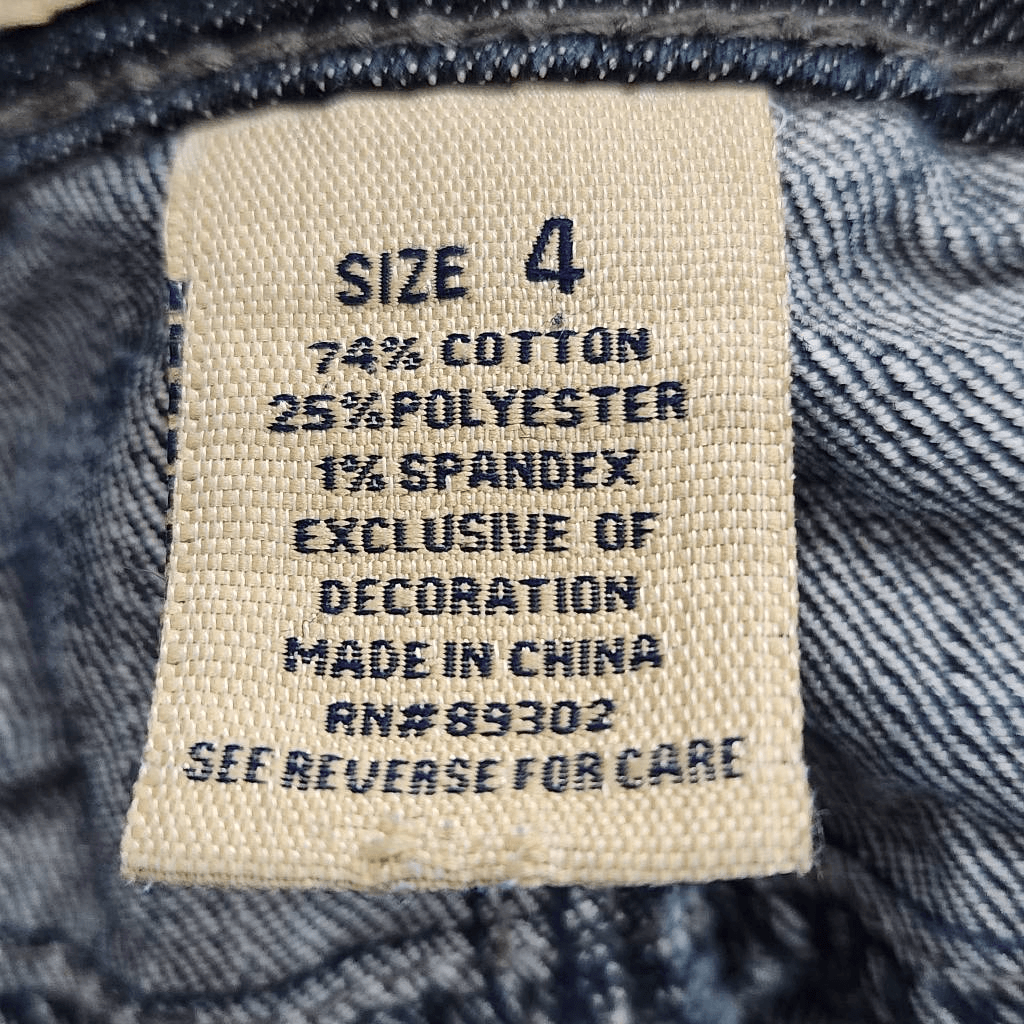 SIZE 4
74% COTTON
25% POLYESTER
1% SPANDEX
EXCLUSIVE OF
DECORATION
MADE IN CHINA
RN#89302
SEE REVERSE FOR CARE